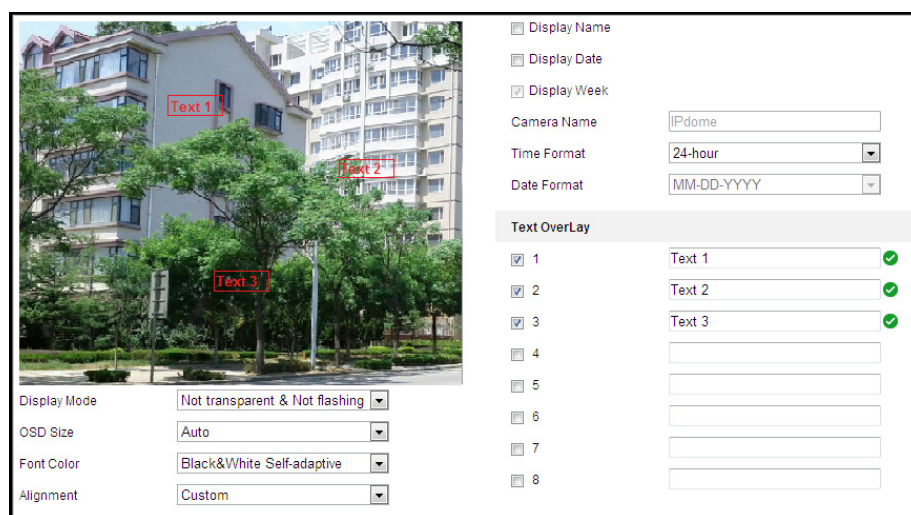 Text 1
Text 2
Text 3
Display Mode Not transparent & Not flashing
OSD Size Auto
Font Color Black&White Self-adaptive
Alignment Custom
Display Name
Display Date
Display Week
Camera Name IPdome
Time Format 24-hour
Date Format MM-DD-YYYY
Text OverLay
1 Text 1
2 Text 2
3 Text 3
4
5
6
7
8